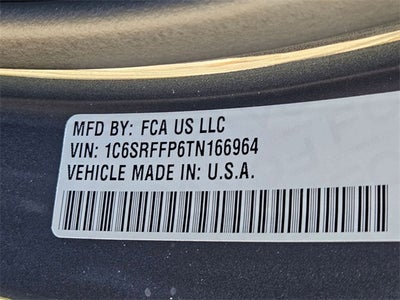 MFD BY: FCA US LLC
VIN: 1C6SRFFP6TN166964
VEHICLE MADE IN: U.S.A.